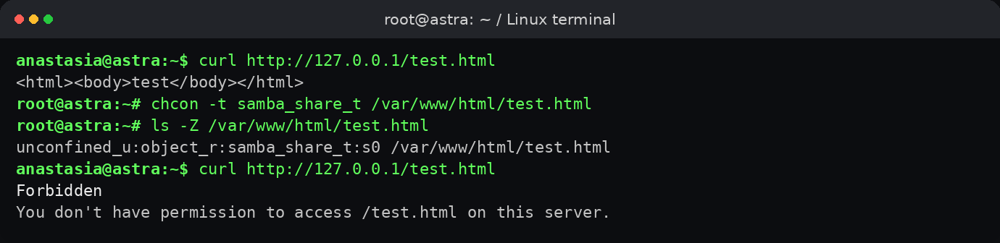 root@astra: ~ / Linux terminal
anastasia@astra:~$ curl http://127.0.0.1/test.html
<html><body>test</body></html>
root@astra:~# chcon -t samba_share_t /var/www/html/test.html
root@astra:~# ls -Z /var/www/html/test.html
unconfined_u:object_r:samba_share_t:s0 /var/www/html/test.html
anastasia@astra:~$ curl http://127.0.0.1/test.html
Forbidden
You don't have permission to access /test.html on this server.